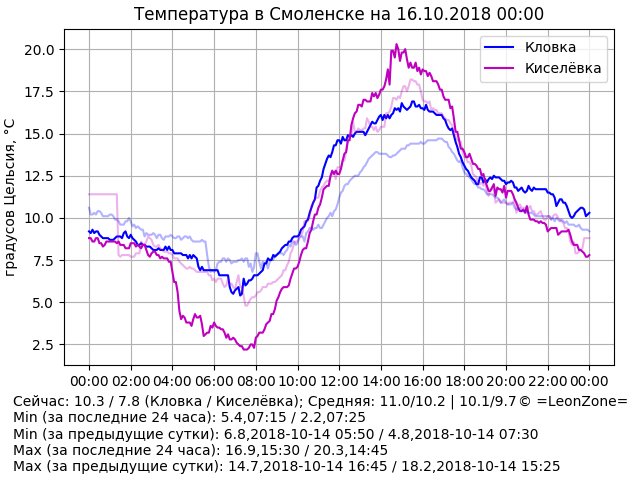 Температура в Смоленске на 16.10.2018 00:00
градусов Цельсия, °C
20.0
17.5
15.0
12.5
10.0
7.5
5.0
2.5
Кловка
Киселёвка
00:00 02:00 04:00 06:00 08:00 10:00 12:00 14:00 16:00 18:00 20:00 22:00 00:00
Сейчас: 10.3 / 7.8 (Кловка / Киселёвка); Средняя: 11.0/10.2 | 10.1/9.7© =LeonZone=
Min (за последние 24 часа): 5.4,07:15 / 2.2,07:25
Min (за предыдущие сутки): 6.8,2018-10-14 05:50 / 4.8,2018-10-14 07:30
Max (за последние 24 часа): 16.9,15:30 / 20.3,14:45
Max (за предыдущие сутки): 14.7,2018-10-14 16:45 / 18.2,2018-10-14 15:25